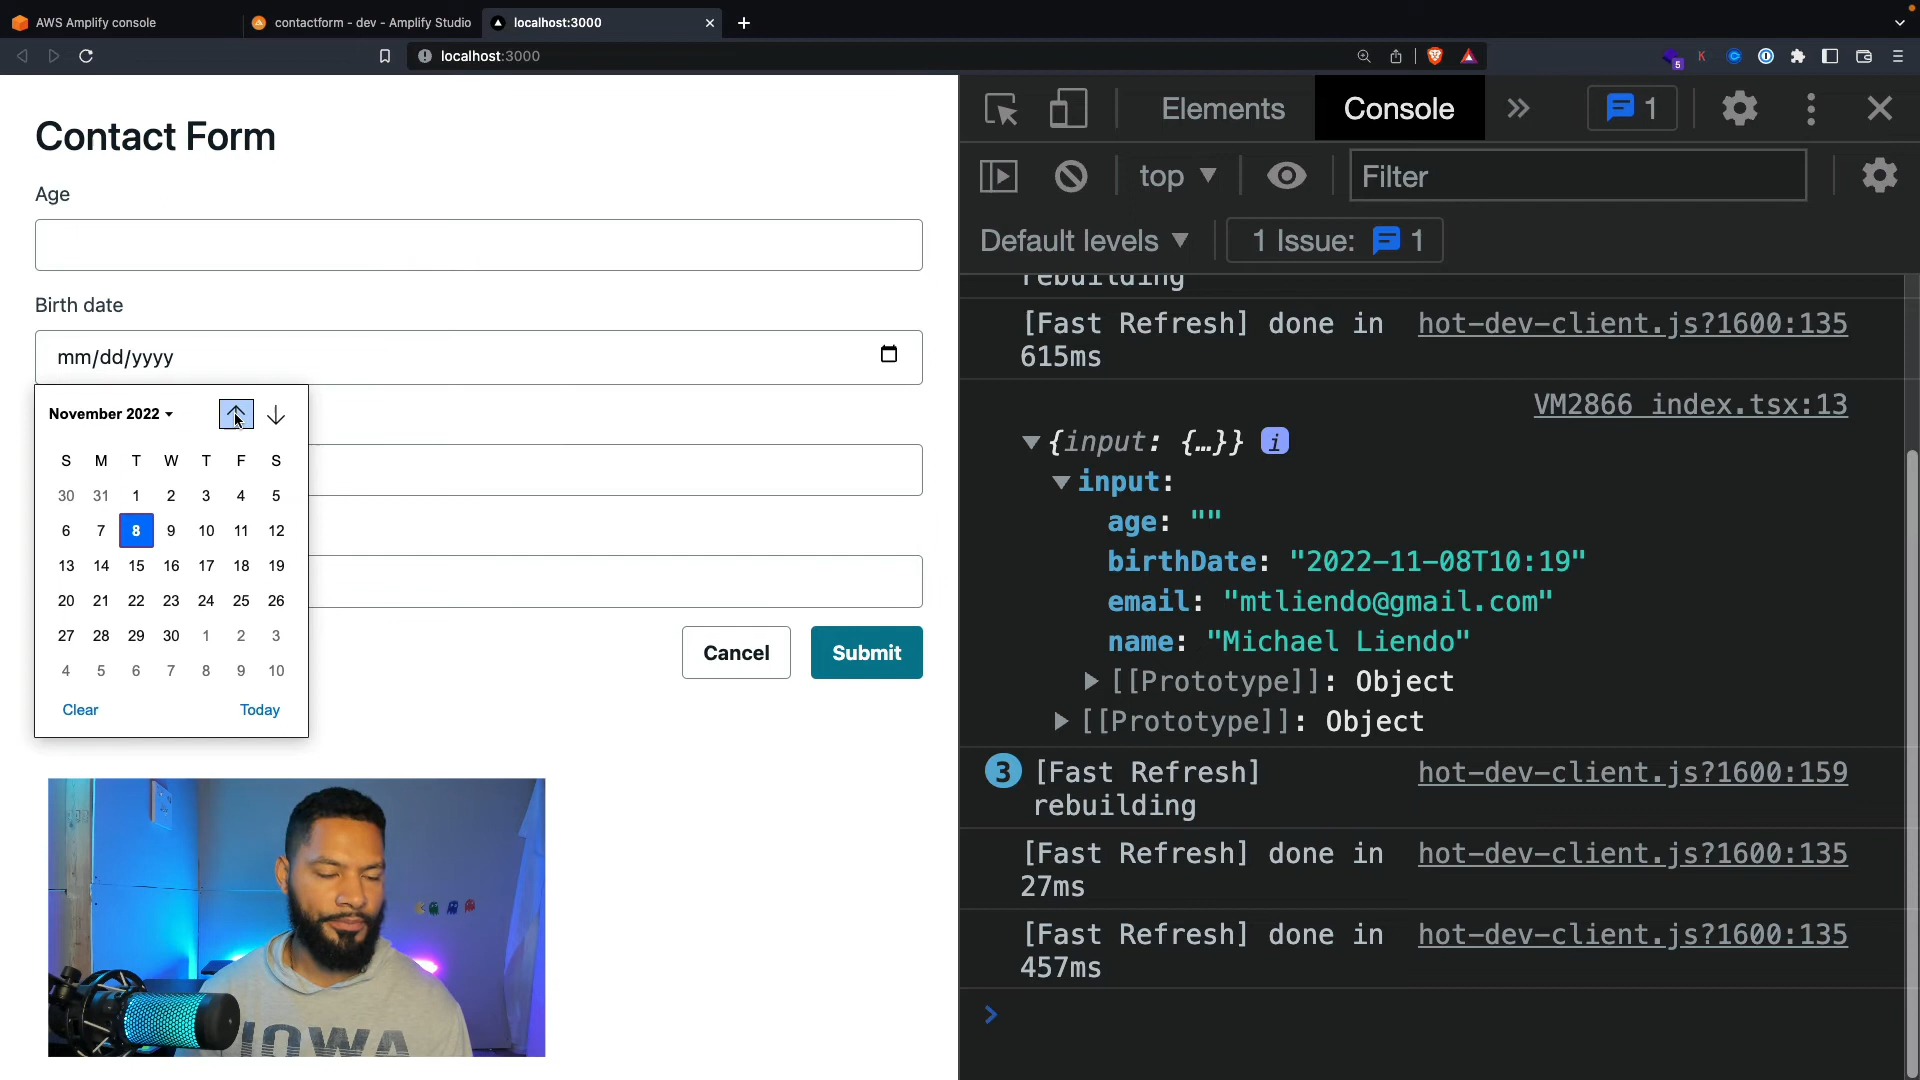 AWS Amplify console
contactform - dev - Amplify Studio
localhost:3000
localhost:3000
5
K
Contact Form
Age
Birth date
mm/dd/yyyy
November 2022
S M T W T F S
30 31 1 2 3 4 5
6 7 8 9 10 11 12
13 14 15 16 17 18 19
20 21 22 23 24 25 26
27 28 29 30 1 2 3
4 5 6 7 8 9 10
Clear Today
Cancel Submit
IOWA
Elements Console 1
top Filter
Default levels 1 Issue: 1
rebuilding
[Fast Refresh] done in hot-dev-client.js?1600:135
615ms
VM2866 index.tsx:13
{input: {…}} i
input:
age: ""
birthDate: "2022-11-08T10:19"
email: "mtliendo@gmail.com"
name: "Michael Liendo"
[[Prototype]]: Object
[[Prototype]]: Object
3 [Fast Refresh] hot-dev-client.js?1600:159
rebuilding
[Fast Refresh] done in hot-dev-client.js?1600:135
27ms
[Fast Refresh] done in hot-dev-client.js?1600:135
457ms